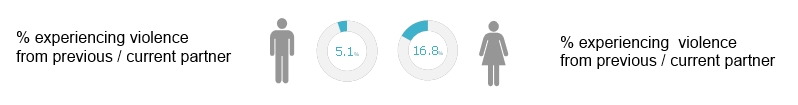 % experiencing violence
from previous / current partner
5.1%
16.8%
% experiencing  violence
from previous / current partner